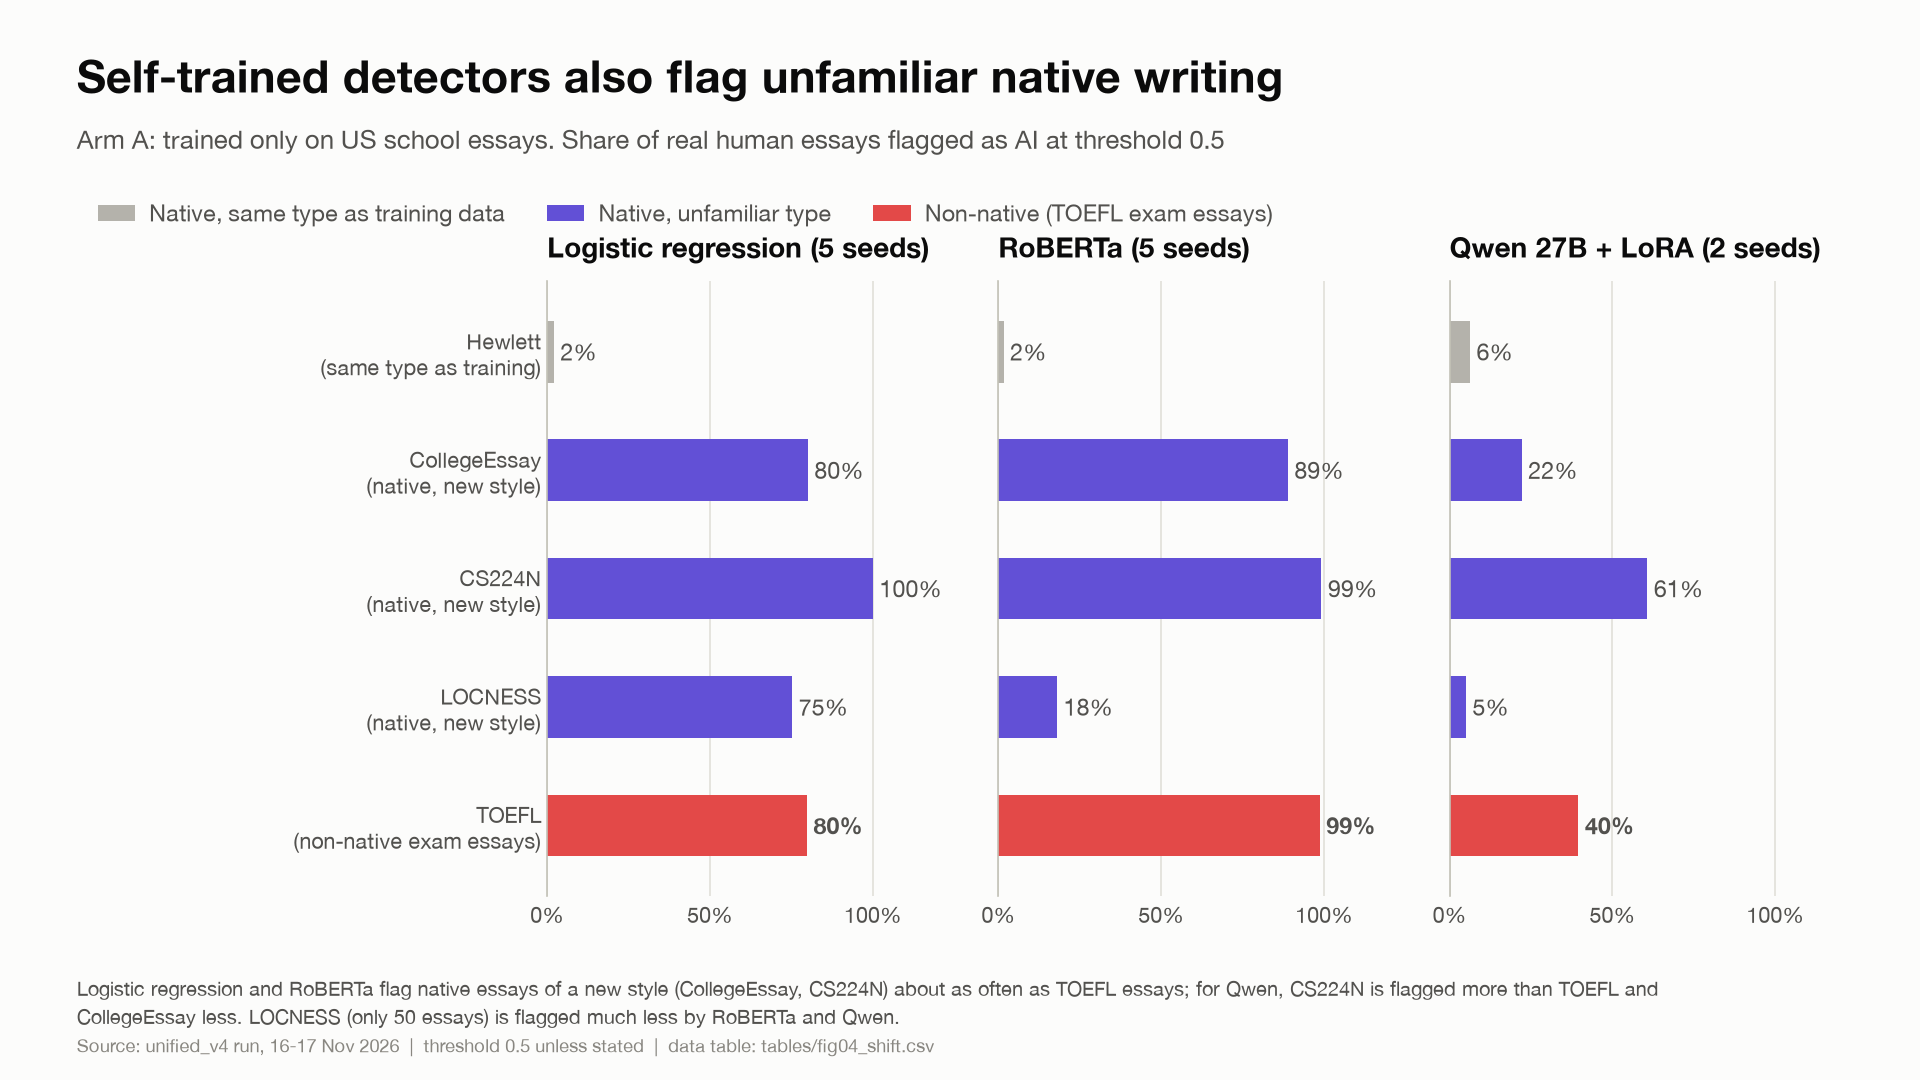 Self-trained detectors also flag unfamiliar native writing
Arm A: trained only on US school essays. Share of real human essays flagged as AI at threshold 0.5
Native, same type as training data
Native, unfamiliar type
Non-native (TOEFL exam essays)
Logistic regression (5 seeds)
RoBERTa (5 seeds)
Qwen 27B + LoRA (2 seeds)
Hewlett
(same type as training)
2%
2%
6%
CollegeEssay
(native, new style)
80%
89%
22%
CS224N
(native, new style)
100%
99%
61%
LOCNESS
(native, new style)
75%
18%
5%
TOEFL
(non-native exam essays)
80%
99%
40%
0%
50%
100%
0%
50%
100%
0%
50%
100%
Logistic regression and RoBERTa flag native essays of a new style (CollegeEssay, CS224N) about as often as TOEFL essays; for Qwen, CS224N is flagged more than TOEFL and
CollegeEssay less. LOCNESS (only 50 essays) is flagged much less by RoBERTa and Qwen.
Source: unified_v4 run, 16-17 Nov 2026 | threshold 0.5 unless stated | data table: tables/fig04_shift.csv